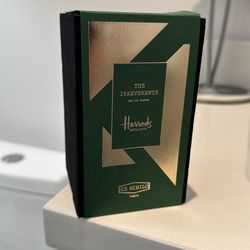 THE
IRREVERENTS
EAU DE PARFUM
Harrods
EXCLUSIVE
EX NIHILO
PARIS